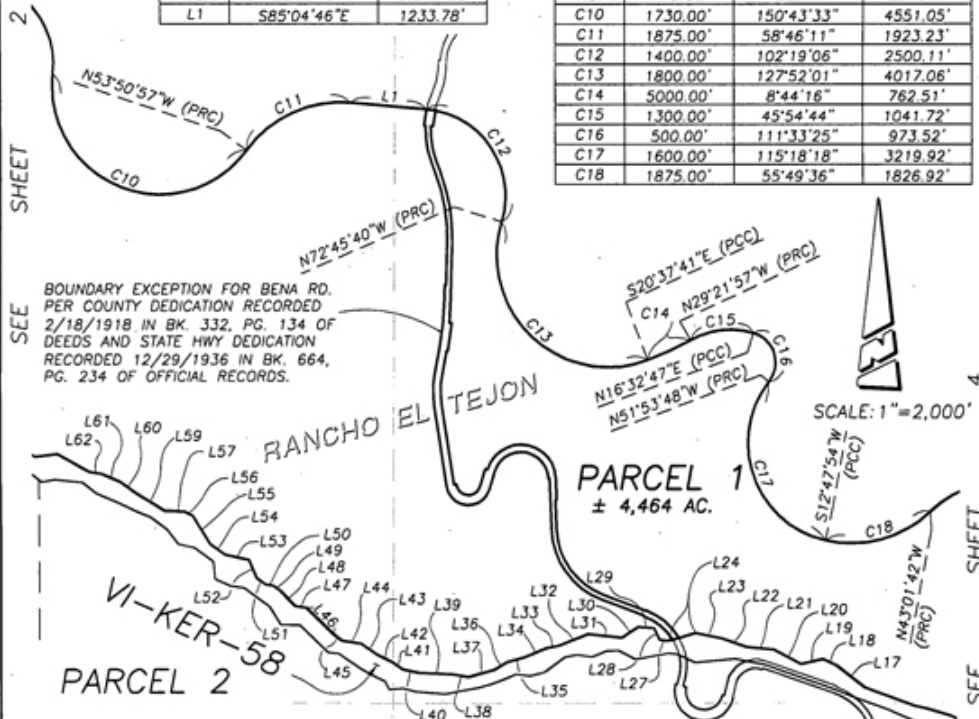 L1 S85°04'46"E 1233.78'
C10 1730.00' 150°43'33" 4551.05'
C11 1875.00' 58°46'11" 1923.23'
C12 1400.00' 102°19'06" 2500.11'
C13 1800.00' 127°52'01" 4017.06'
C14 5000.00' 8°44'16" 762.51'
C15 1300.00' 45°54'44" 1041.72'
C16 500.00' 111°33'25" 973.52'
C17 1600.00' 115°18'18" 3219.92'
C18 1875.00' 55°49'36" 1826.92'
SEE SHEET 2
N53°50'57"W (PRC)
C11
L1
C10
C12
N72°45'40"W (PRC)
BOUNDARY EXCEPTION FOR BENA RD.
PER COUNTY DEDICATION RECORDED
2/18/1918 IN BK. 332, PG. 134 OF
DEEDS AND STATE HWY DEDICATION
RECORDED 12/29/1936 IN BK. 664,
PG. 234 OF OFFICIAL RECORDS.
C13
S20°37'41"E (PCC)
N29°21'57"W (PRC)
C14
C15
C16
N16°32'47"E (PCC)
N51°53'48"W (PRC)
SCALE: 1"=2,000'
RANCHO EL TEJON
PARCEL 1
± 4,464 AC.
C17
S12°47'54"W
(PCC)
C18
N43°01'42"W
(PRC)
SEE SHEET 4
L61
L62
L60
L59
L57
L56
L55
L54
L53
L52
L51
L50
L49
L48
L47
L46
L45
L44
L43
L42
L41
L40
L39
L38
L37
L36
L35
L34
L33
L32
L31
L30
L29
L28
L27
L24
L23
L22
L21
L20
L19
L18
L17
VI-KER-58
PARCEL 2